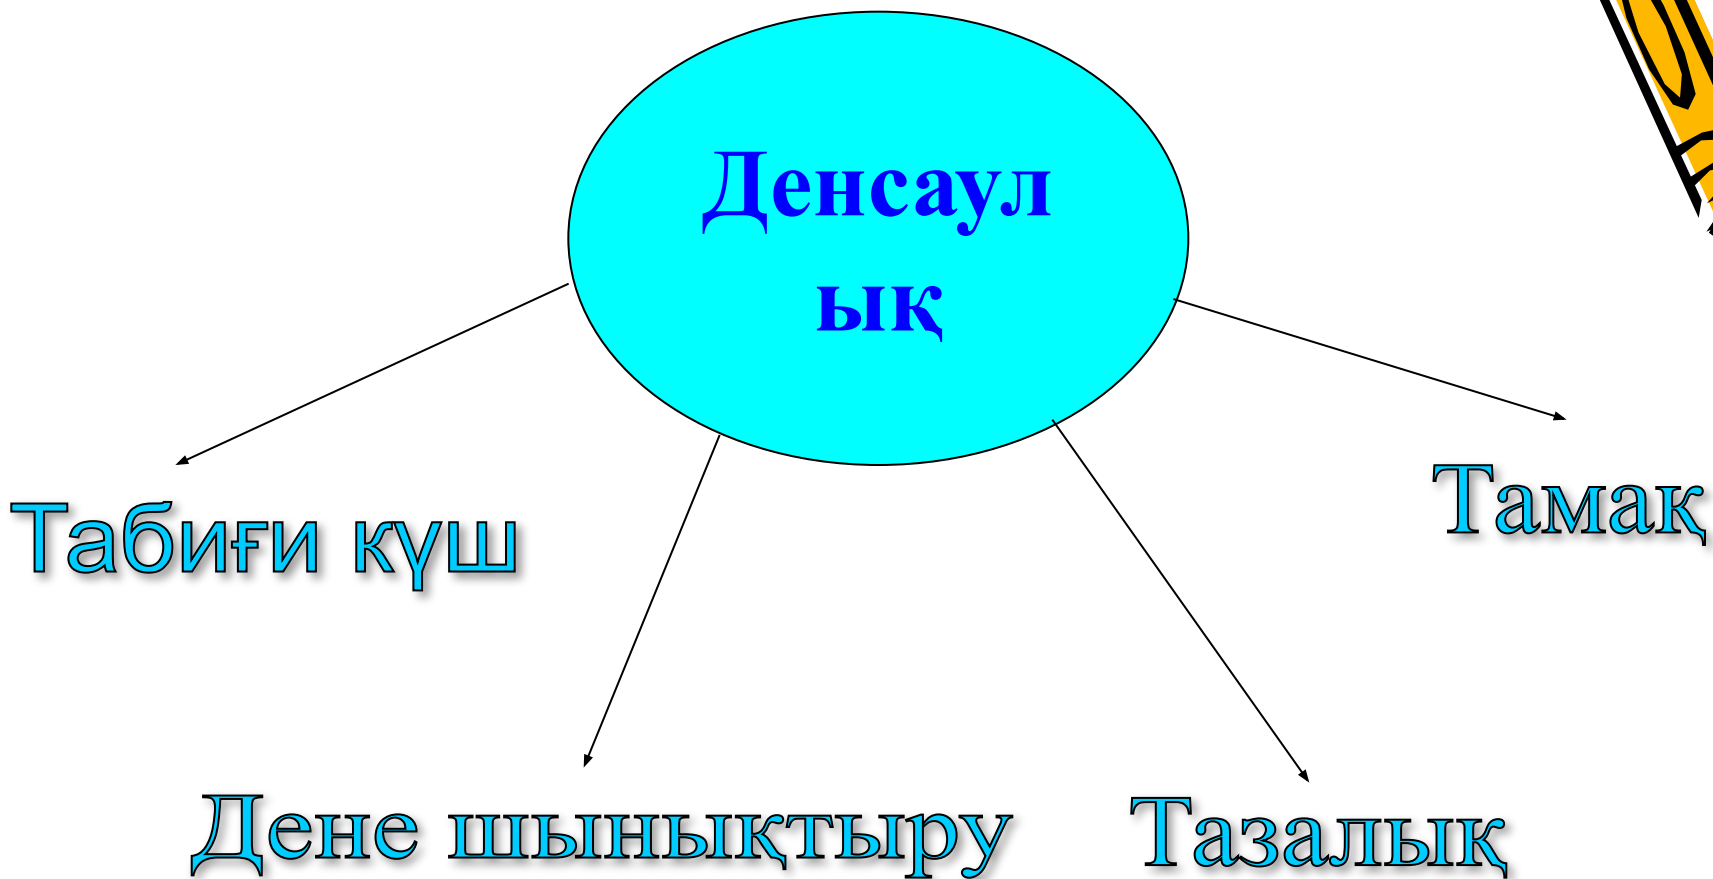 Денсаул
ық
Табиғи күш
Тамақ
Дене шынықтыру
Тазалық